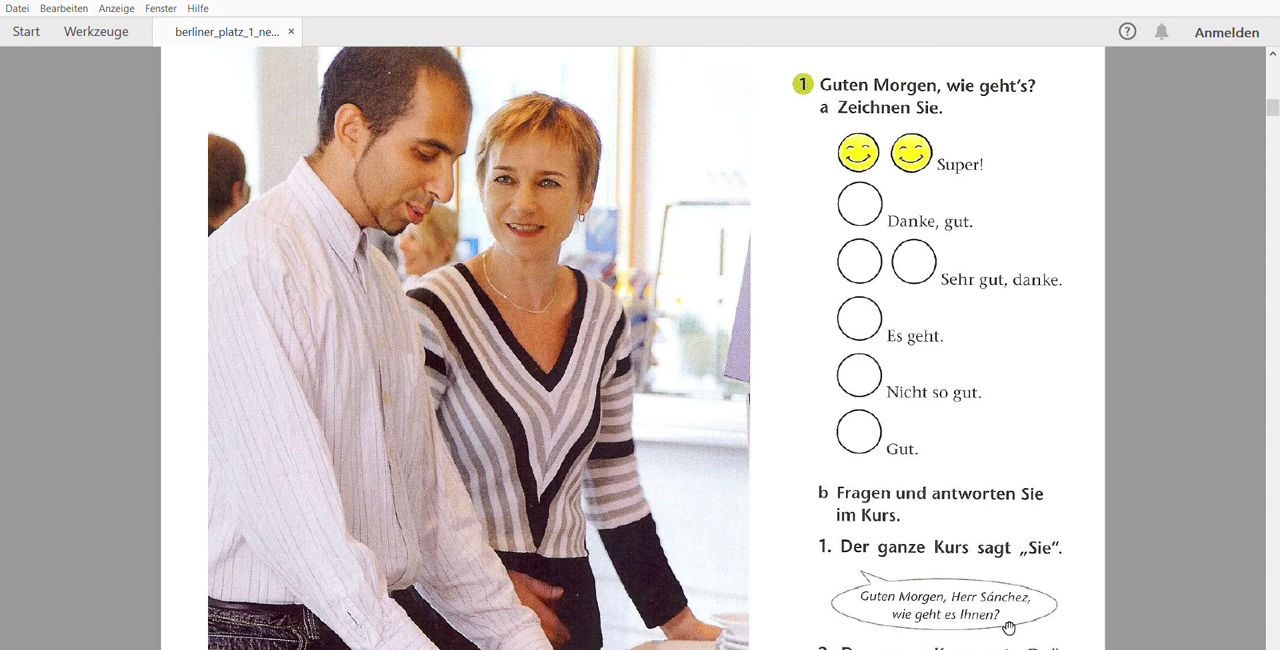 Datei Bearbeiten Anzeige Fenster Hilfe
Start Werkzeuge berliner_platz_1_ne... × ? Anmelden
1 Guten Morgen, wie geht's?
a Zeichnen Sie.
Super!
Danke, gut.
Sehr gut, danke.
Es geht.
Nicht so gut.
Gut.
b Fragen und antworten Sie
im Kurs.
1. Der ganze Kurs sagt „Sie".
Guten Morgen, Herr Sánchez,
wie geht es Ihnen?